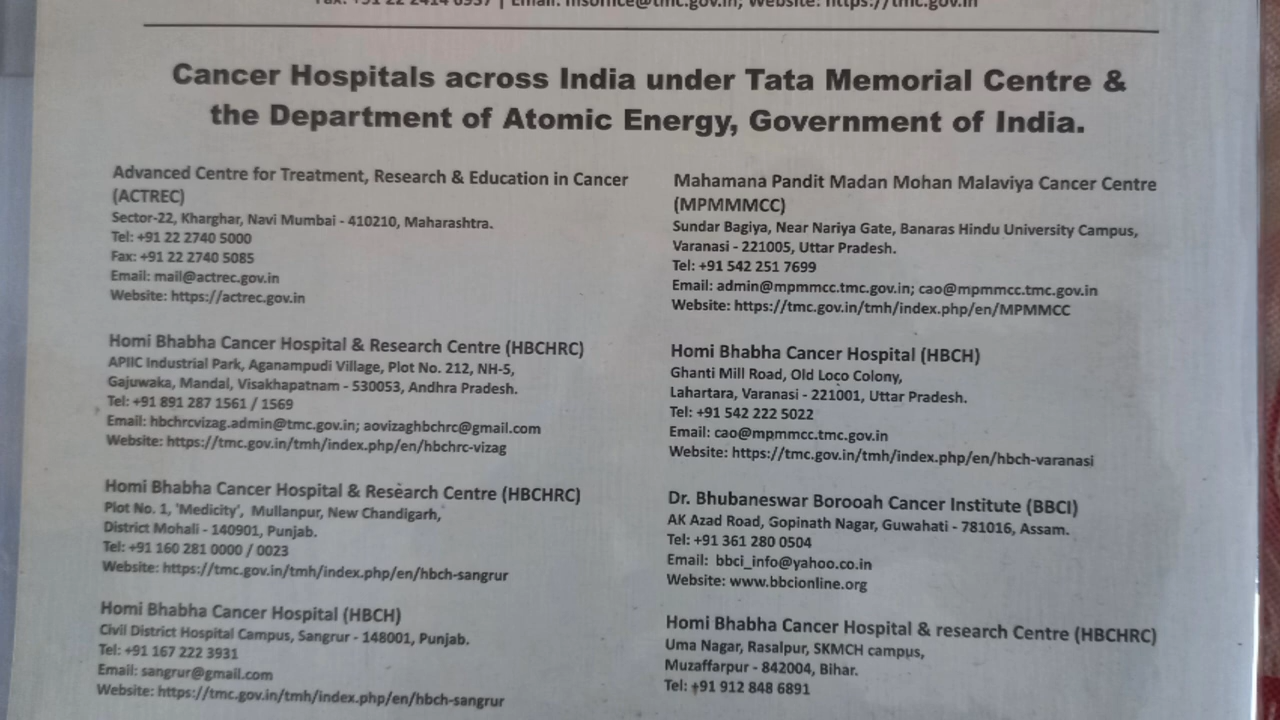 Fax: +91 22 2414 6937 | Email: msoffice@tmc.gov.in; Website: https://tmc.gov.in
Cancer Hospitals across India under Tata Memorial Centre &
the Department of Atomic Energy, Government of India.
Advanced Centre for Treatment, Research & Education in Cancer
(ACTREC)
Sector-22, Kharghar, Navi Mumbai - 410210, Maharashtra.
Tel: +91 22 2740 5000
Fax: +91 22 2740 5085
Email: mail@actrec.gov.in
Website: https://actrec.gov.in
Homi Bhabha Cancer Hospital & Research Centre (HBCHRC)
APIIC Industrial Park, Aganampudi Village, Plot No. 212, NH-5,
Gajuwaka, Mandal, Visakhapatnam - 530053, Andhra Pradesh.
Tel: +91 891 287 1561 / 1569
Email: hbchrcvizag.admin@tmc.gov.in; aovizaghbchrc@gmail.com
Website: https://tmc.gov.in/tmh/index.php/en/hbchrc-vizag
Homi Bhabha Cancer Hospital & Research Centre (HBCHRC)
Plot No. 1, 'Medicity', Mullanpur, New Chandigarh,
District Mohali - 140901, Punjab.
Tel: +91 160 281 0000 / 0023
Website: https://tmc.gov.in/tmh/index.php/en/hbch-sangrur
Homi Bhabha Cancer Hospital (HBCH)
Civil District Hospital Campus, Sangrur - 148001, Punjab.
Tel: +91 167 222 3931
Email: sangrur@gmail.com
Website: https://tmc.gov.in/tmh/index.php/en/hbch-sangrur
Mahamana Pandit Madan Mohan Malaviya Cancer Centre
(MPMMMCC)
Sundar Bagiya, Near Nariya Gate, Banaras Hindu University Campus,
Varanasi - 221005, Uttar Pradesh.
Tel: +91 542 251 7699
Email: admin@mpmmcc.tmc.gov.in; cao@mpmmcc.tmc.gov.in
Website: https://tmc.gov.in/tmh/index.php/en/MPMMCC
Homi Bhabha Cancer Hospital (HBCH)
Ghanti Mill Road, Old Loco Colony,
Lahartara, Varanasi - 221001, Uttar Pradesh.
Tel: +91 542 222 5022
Email: cao@mpmmcc.tmc.gov.in
Website: https://tmc.gov.in/tmh/index.php/en/hbch-varanasi
Dr. Bhubaneswar Borooah Cancer Institute (BBCI)
AK Azad Road, Gopinath Nagar, Guwahati - 781016, Assam.
Tel: +91 361 280 0504
Email: bbci_info@yahoo.co.in
Website: www.bbcionline.org
Homi Bhabha Cancer Hospital & research Centre (HBCHRC)
Uma Nagar, Rasalpur, SKMCH campus,
Muzaffarpur - 842004, Bihar.
Tel: +91 912 848 6891